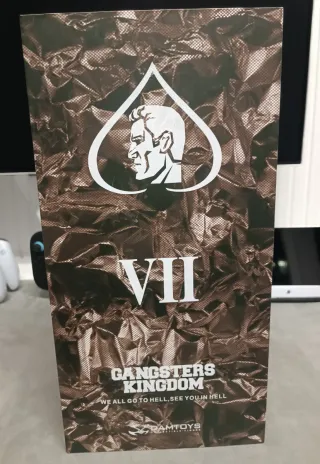 VII
GANGSTERS
KINGDOM
WE ALL GO TO HELL, SEE YOU IN HELL
DAMTOYS